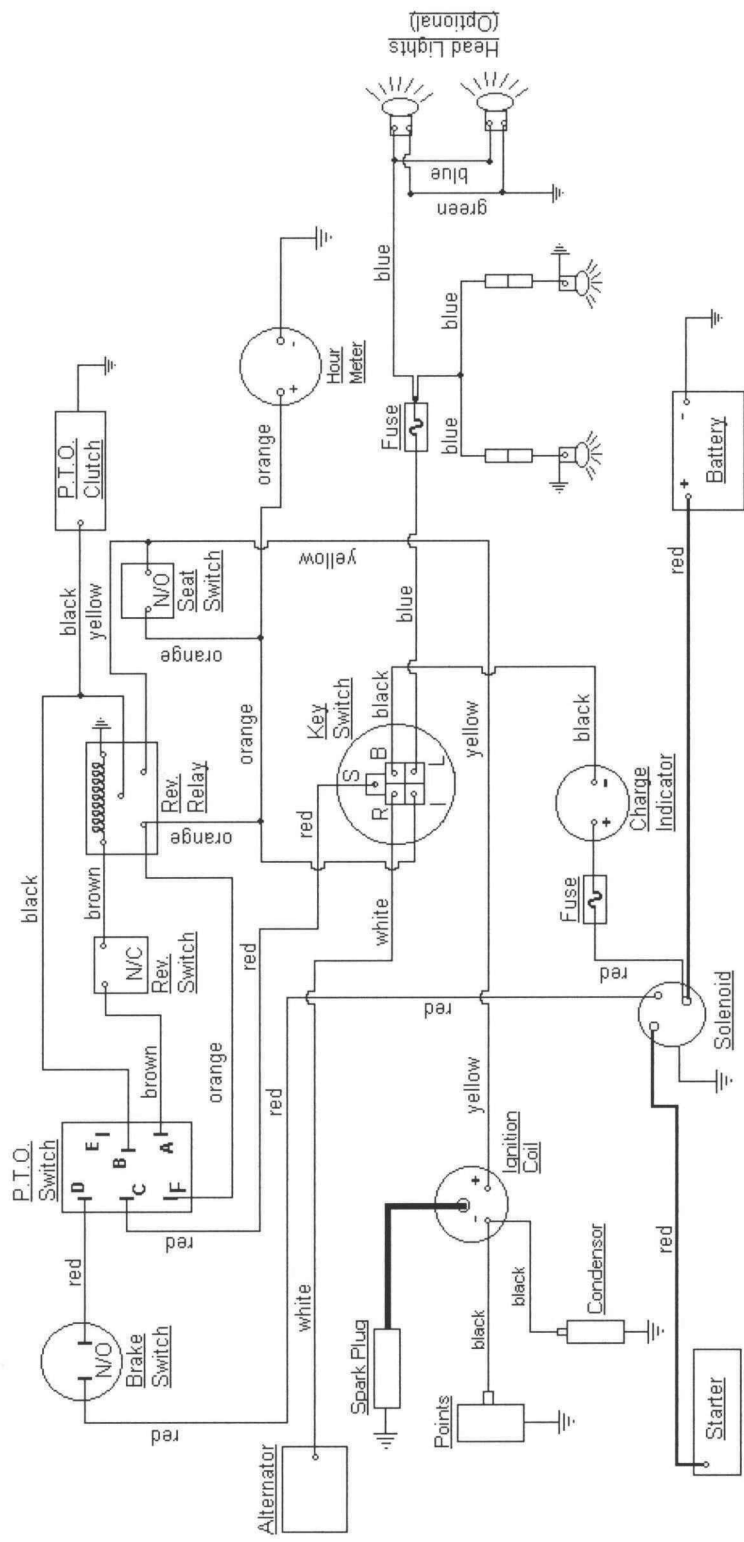 P.T.O.
Switch
D
E
C
B
F
A
red
red
brown
orange
black
N/O
Brake
Switch
red
N/C
Rev.
Switch
brown
Rev.
Relay
orange
black
yellow
P.T.O.
Clutch
N/O
Seat
Switch
orange
orange
orange
Hour
Meter
+
-
red
red
red
white
white
Alternator
Key
Switch
S
R
B
I
L
black
blue
yellow
yellow
yellow
Fuse
blue
blue
blue
blue
green
Head Lights
(Optional)
Spark Plug
Ignition
Coil
-
+
Points
black
black
Condensor
red
Fuse
red
Charge
Indicator
+
-
black
Solenoid
red
red
Battery
+
-
Starter